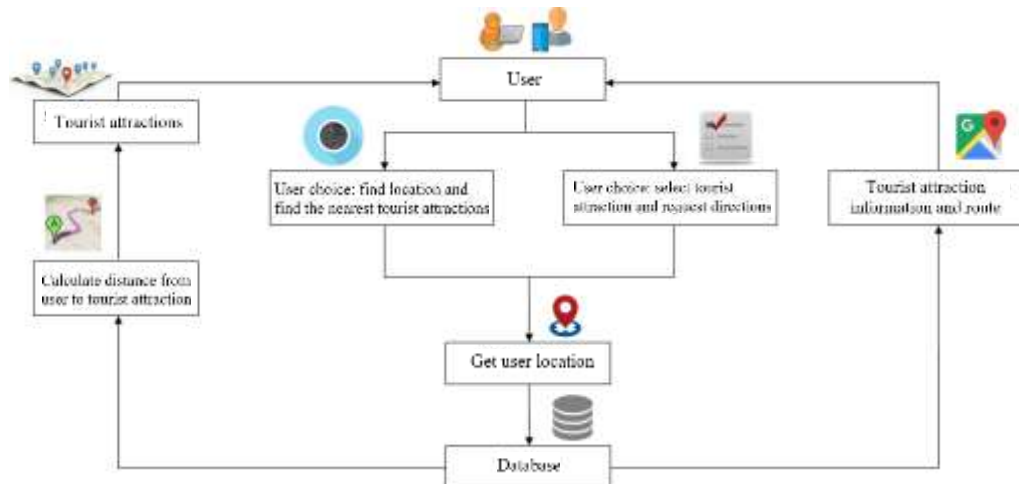 User
Tourist attractions
User choice: find location and
find the nearest tourist attractions
User choice: select tourist
attraction and request directions
Tourist attraction
information and route
Calculate distance from
user to tourist attraction
Get user location
Database
G